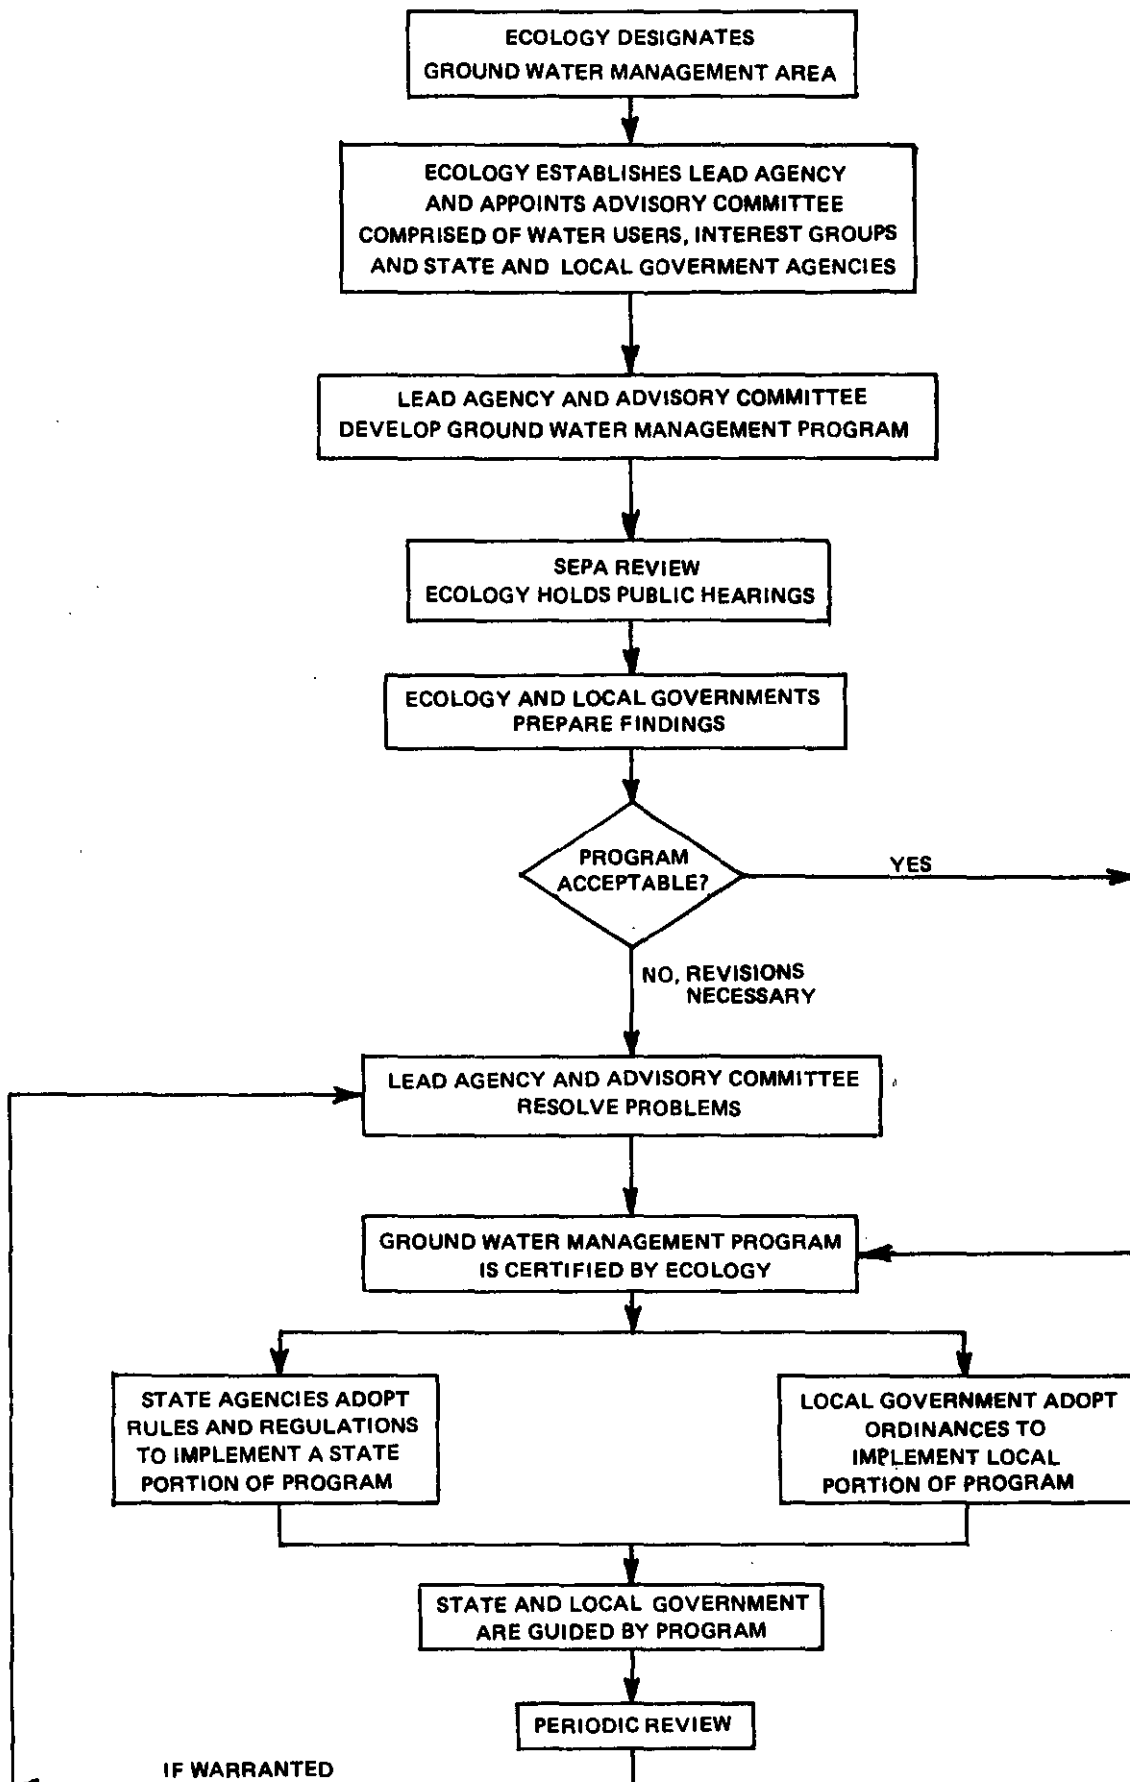 ECOLOGY DESIGNATES
GROUND WATER MANAGEMENT AREA
ECOLOGY ESTABLISHES LEAD AGENCY
AND APPOINTS ADVISORY COMMITTEE
COMPRISED OF WATER USERS, INTEREST GROUPS
AND STATE AND LOCAL GOVERMENT AGENCIES
LEAD AGENCY AND ADVISORY COMMITTEE
DEVELOP GROUND WATER MANAGEMENT PROGRAM
SEPA REVIEW
ECOLOGY HOLDS PUBLIC HEARINGS
ECOLOGY AND LOCAL GOVERNMENTS
PREPARE FINDINGS
PROGRAM
ACCEPTABLE?
YES
NO, REVISIONS
NECESSARY
LEAD AGENCY AND ADVISORY COMMITTEE
RESOLVE PROBLEMS
GROUND WATER MANAGEMENT PROGRAM
IS CERTIFIED BY ECOLOGY
STATE AGENCIES ADOPT
RULES AND REGULATIONS
TO IMPLEMENT A STATE
PORTION OF PROGRAM
LOCAL GOVERNMENT ADOPT
ORDINANCES TO
IMPLEMENT LOCAL
PORTION OF PROGRAM
STATE AND LOCAL GOVERNMENT
ARE GUIDED BY PROGRAM
PERIODIC REVIEW
IF WARRANTED